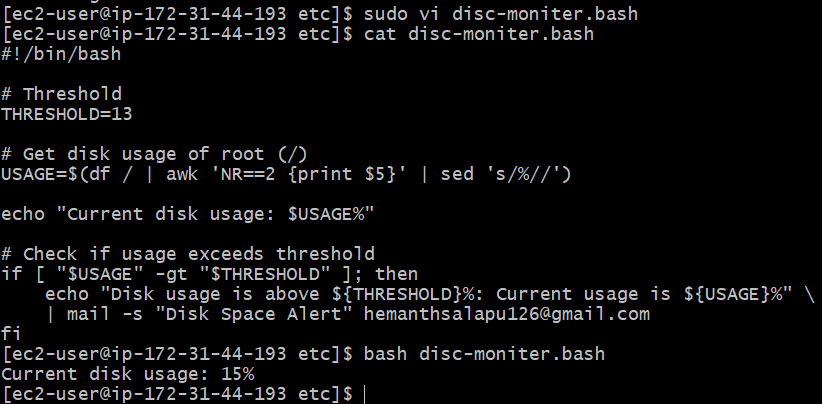 [ec2-user@ip-172-31-44-193 etc]$ sudo vi disc-moniter.bash
[ec2-user@ip-172-31-44-193 etc]$ cat disc-moniter.bash
#!/bin/bash

# Threshold
THRESHOLD=13

# Get disk usage of root (/)
USAGE=$(df / | awk 'NR==2 {print $5}' | sed 's/%//')

echo "Current disk usage: $USAGE%"

# Check if usage exceeds threshold
if [ "$USAGE" -gt "$THRESHOLD" ]; then
    echo "Disk usage is above ${THRESHOLD}%: Current usage is ${USAGE}%" \
    | mail -s "Disk Space Alert" hemanthsalapu126@gmail.com
fi
[ec2-user@ip-172-31-44-193 etc]$ bash disc-moniter.bash
Current disk usage: 15%
[ec2-user@ip-172-31-44-193 etc]$